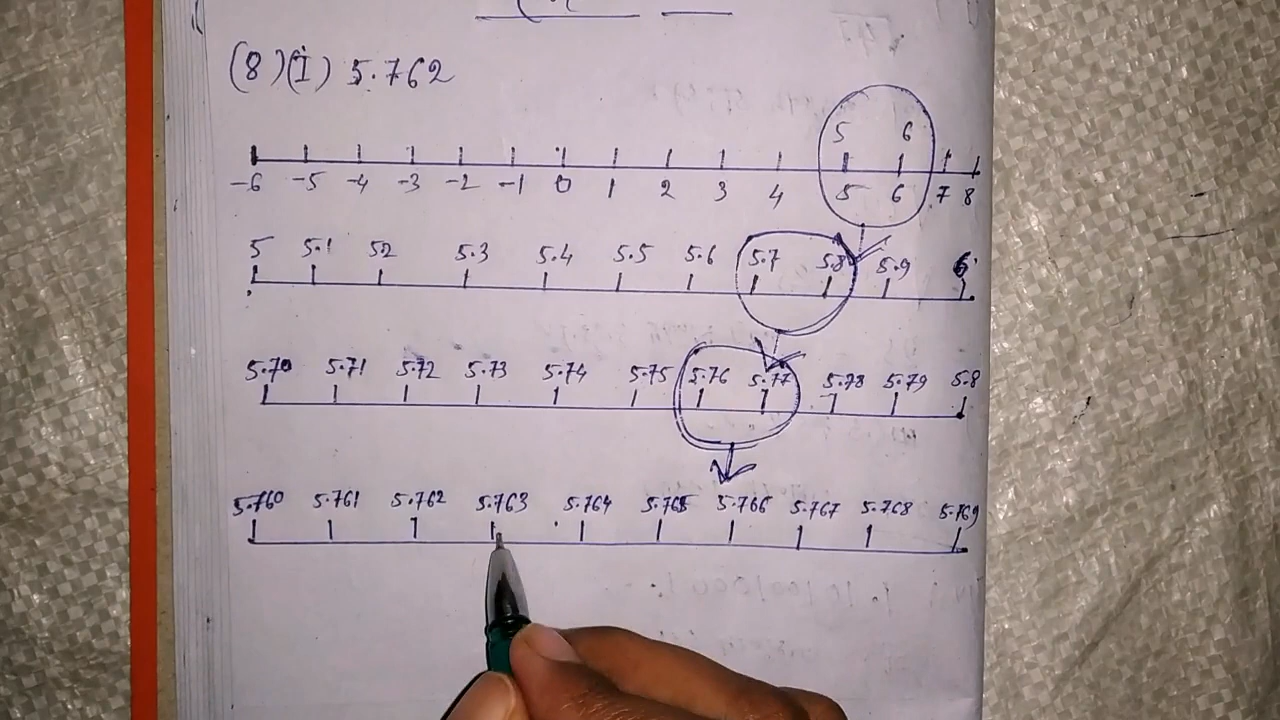 (8)(I) 5.762
5 6
-6 -5 -4 -3 -2 -1 0 1 2 3 4 5 6 7 8
5 5.1 5.2 5.3 5.4 5.5 5.6 5.7 5.8 5.9 6
5.70 5.71 5.72 5.73 5.74 5.75 5.76 5.77 5.78 5.79 5.8
5.760 5.761 5.762 5.763 5.764 5.765 5.766 5.767 5.768 5.769